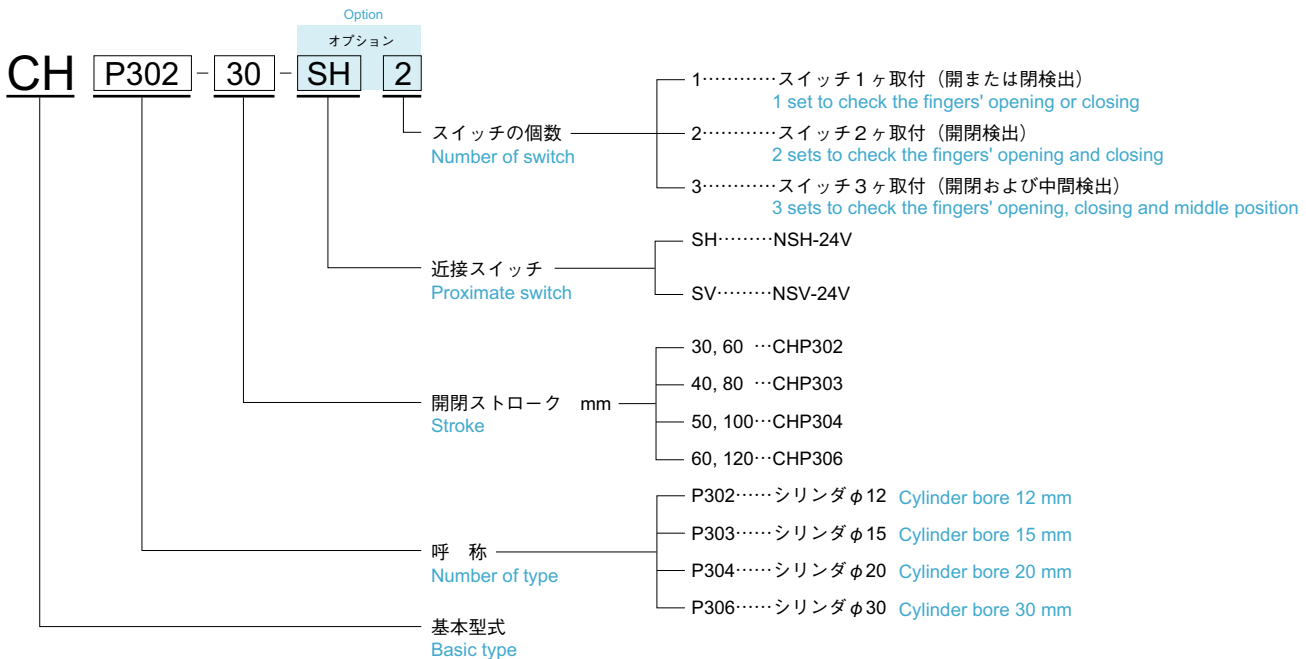 Option
オプション
CH P302 - 30 - SH 2
スイッチの個数
Number of switch
1…………スイッチ1ヶ取付（開または閉検出）
1 set to check the fingers' opening or closing
2…………スイッチ2ヶ取付（開閉検出）
2 sets to check the fingers' opening and closing
3…………スイッチ3ヶ取付（開閉および中間検出）
3 sets to check the fingers' opening, closing and middle position
近接スイッチ
Proximate switch
SH………NSH-24V
SV………NSV-24V
開閉ストローク　mm
Stroke
30, 60 …CHP302
40, 80 …CHP303
50, 100…CHP304
60, 120…CHP306
呼　称
Number of type
P302……シリンダφ12 Cylinder bore 12 mm
P303……シリンダφ15 Cylinder bore 15 mm
P304……シリンダφ20 Cylinder bore 20 mm
P306……シリンダφ30 Cylinder bore 30 mm
基本型式
Basic type